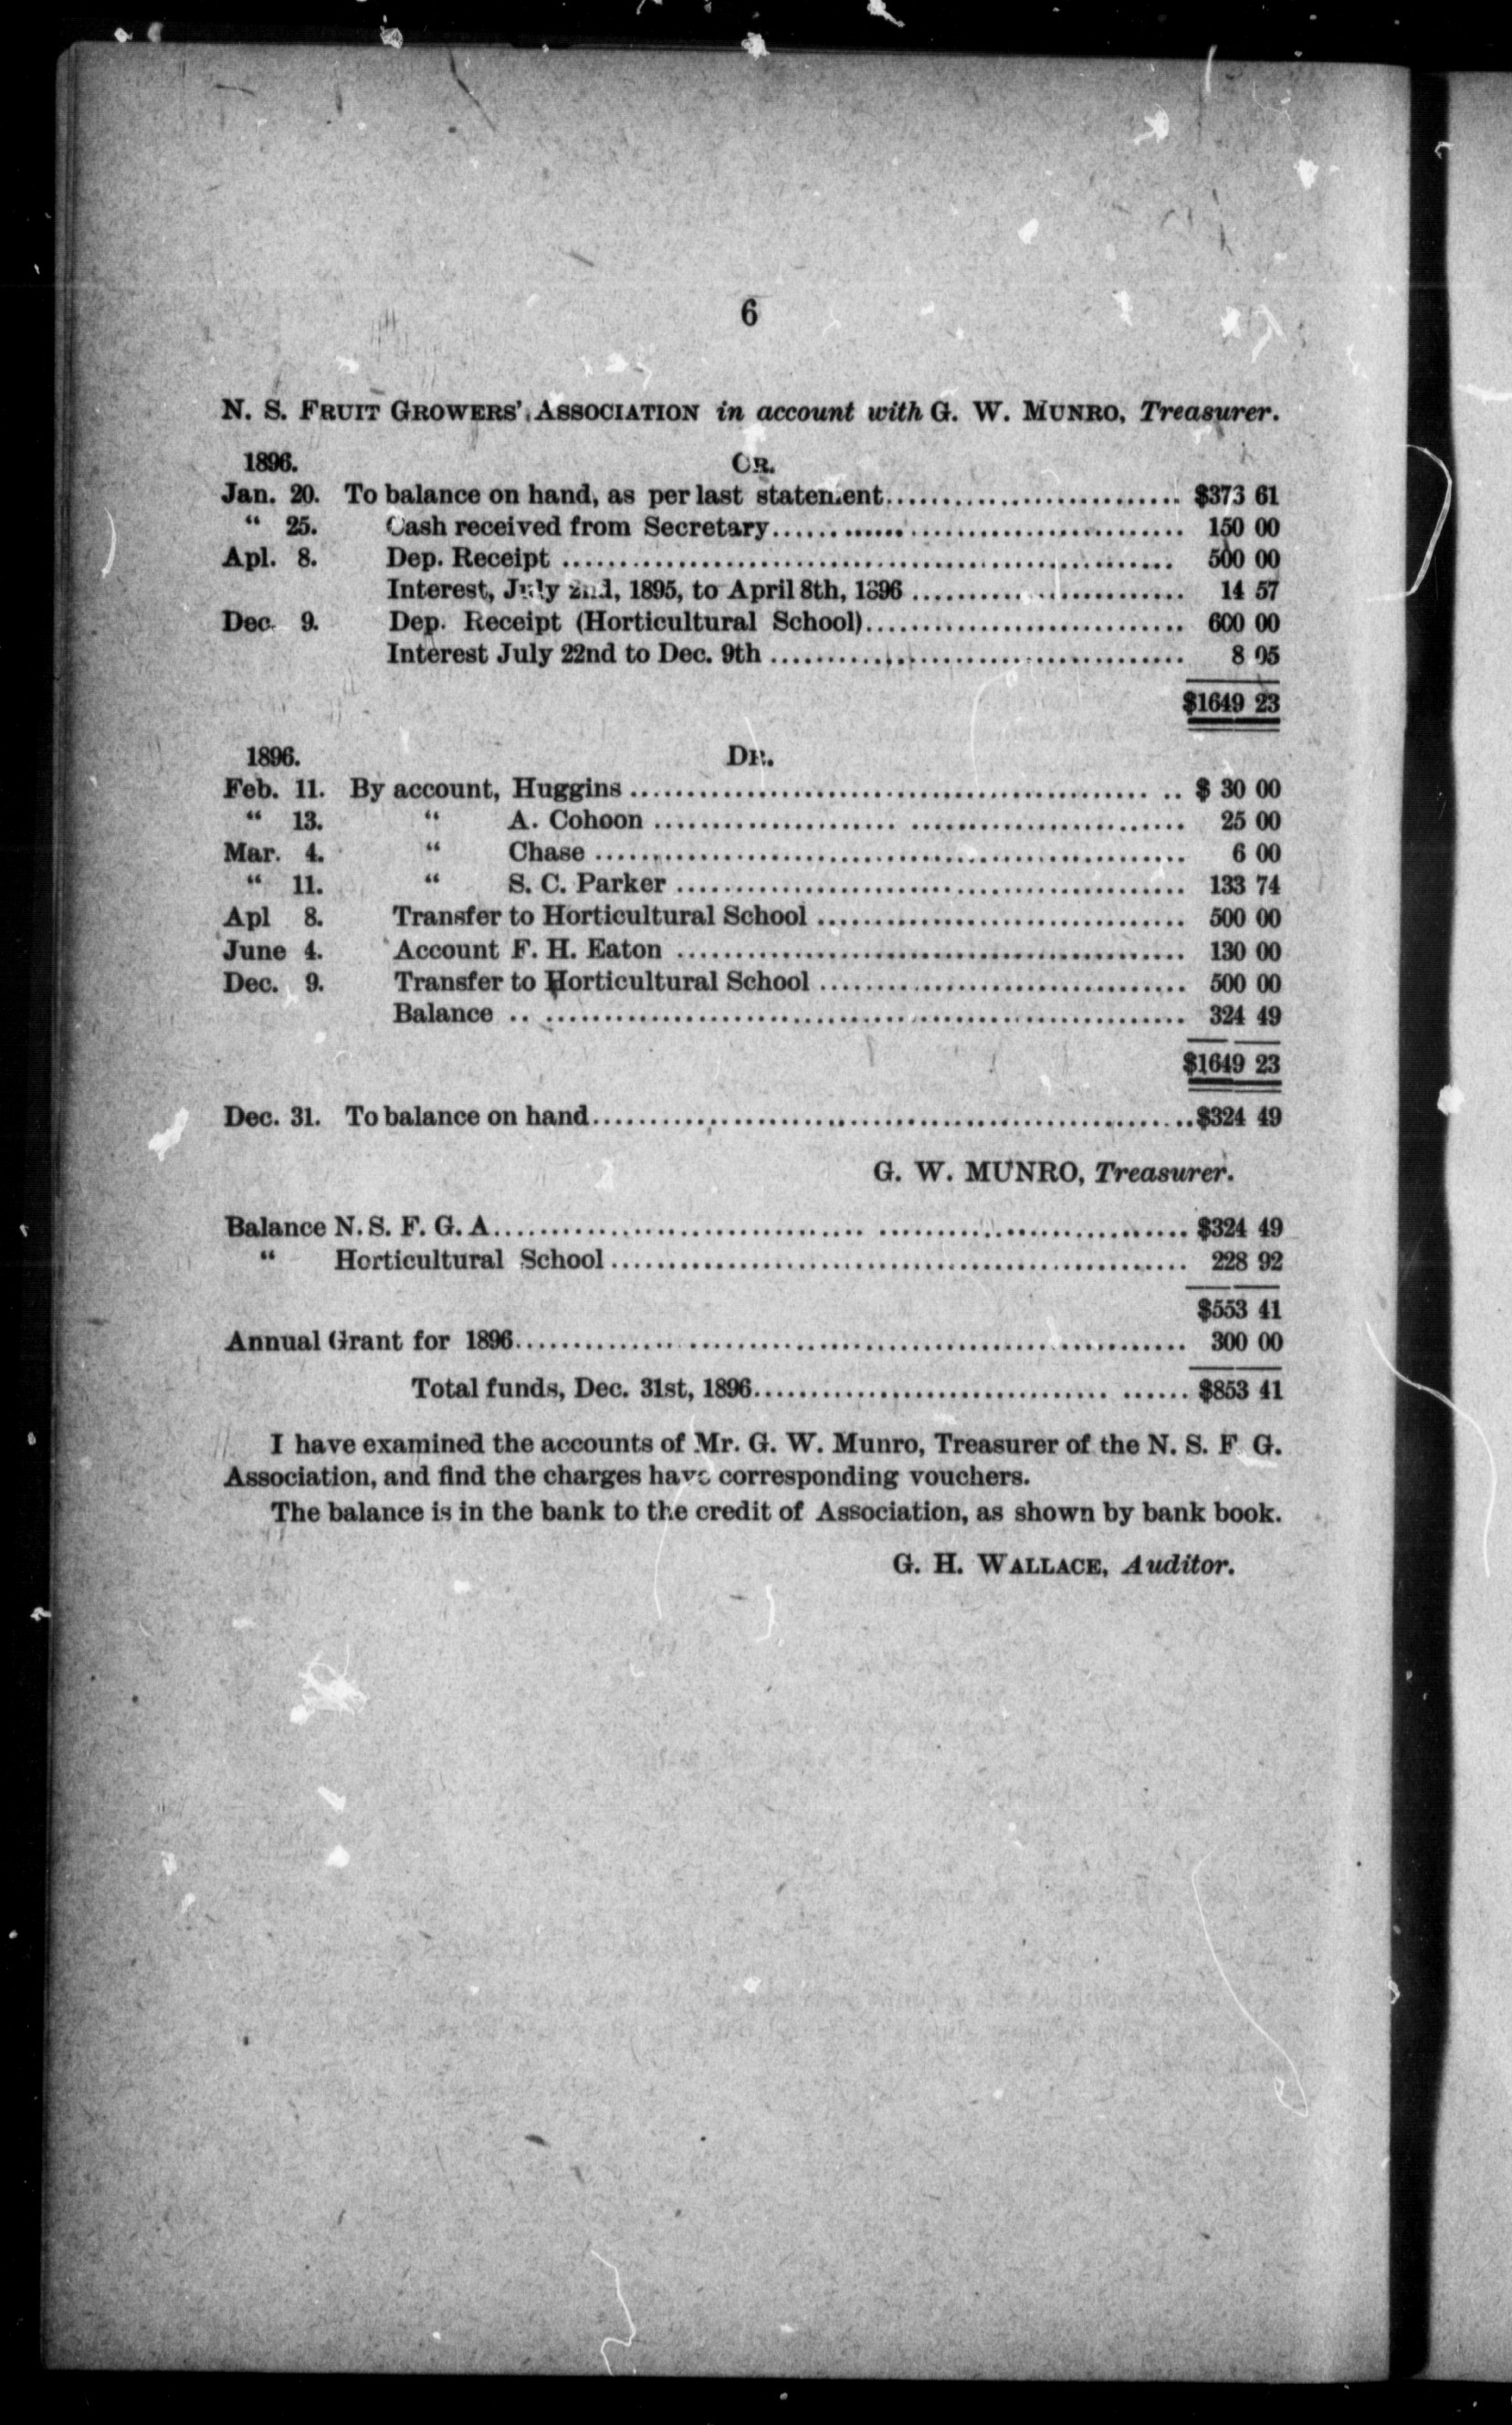 6
N. S. FRUIT GROWERS' ASSOCIATION in account with G. W. MUNRO, Treasurer.
1896. CR.
Jan. 20. To balance on hand, as per last statement.......................... $373 61
“ 25. Cash received from Secretary.................................... 150 00
Apl. 8. Dep. Receipt ..................................................... 500 00
Interest, July 2nd, 1895, to April 8th, 1896 ........................ 14 57
Dec. 9. Dep. Receipt (Horticultural School)............................ 600 00
Interest July 22nd to Dec. 9th .................................... 8 05
$1649 23
1896. DR.
Feb. 11. By account, Huggins ................................................ $ 30 00
“ 13. “ A. Cohoon .............................................. 25 00
Mar. 4. “ Chase ................................................... 6 00
“ 11. “ S. C. Parker ............................................ 133 74
Apl 8. Transfer to Horticultural School ................................ 500 00
June 4. Account F. H. Eaton ............................................ 130 00
Dec. 9. Transfer to Horticultural School ................................ 500 00
Balance .. ........................................................ 324 49
$1649 23
Dec. 31. To balance on hand....................................................$324 49
G. W. MUNRO, Treasurer.
Balance N. S. F. G. A............................................................ $324 49
“ Horticultural School.................................................. 228 92
$553 41
Annual Grant for 1896.......................................................... 300 00
Total funds, Dec. 31st, 1896..................................... $853 41
I have examined the accounts of Mr. G. W. Munro, Treasurer of the N. S. F G.
Association, and find the charges have corresponding vouchers.
The balance is in the bank to the credit of Association, as shown by bank book.
G. H. WALLACE, Auditor.